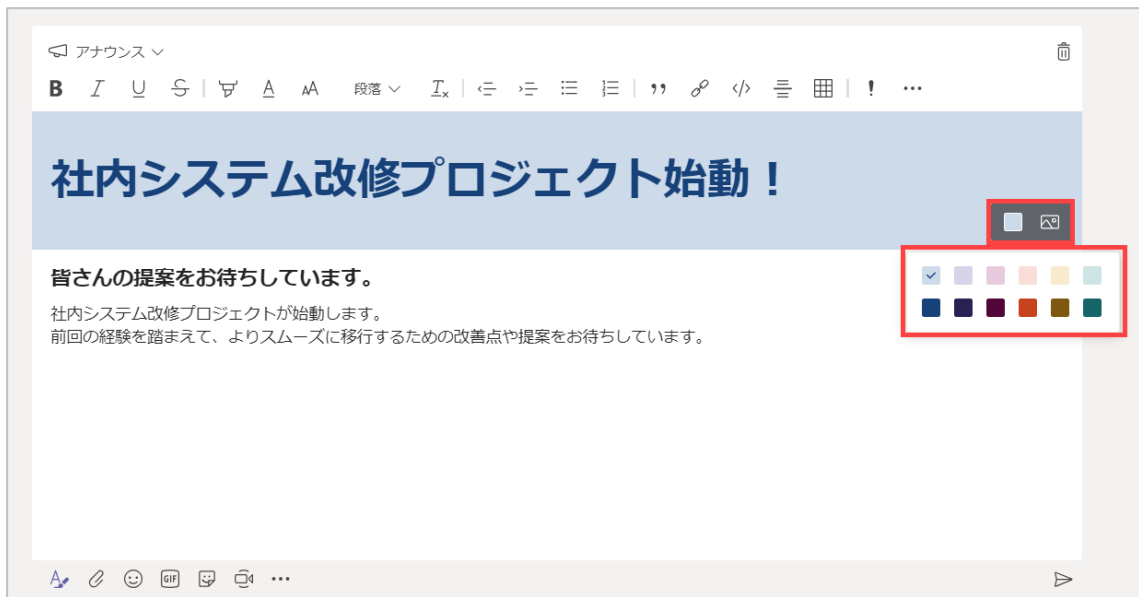 アナウンス
B I U S A AA 段落 Tx
社内システム改修プロジェクト始動！
皆さんの提案をお待ちしています。
社内システム改修プロジェクトが始動します。
前回の経験を踏まえて、よりスムーズに移行するための改善点や提案をお待ちしています。
GIF